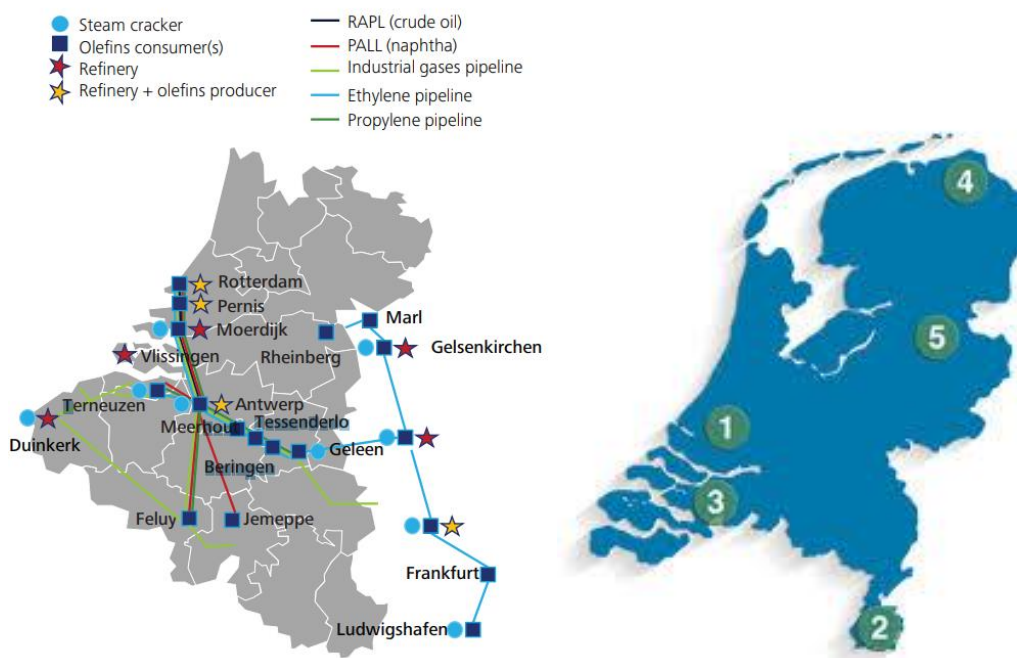 Steam cracker
Olefins consumer(s)
Refinery
Refinery + olefins producer
RAPL (crude oil)
PALL (naphtha)
Industrial gases pipeline
Ethylene pipeline
Propylene pipeline
Rotterdam
Pernis
Moerdijk
Vlissingen
Marl
Rheinberg
Gelsenkirchen
Terneuzen
Antwerp
Duinkerk
Meerhout
Tessenderlo
Geleen
Beringen
Feluy
Jemeppe
Frankfurt
Ludwigshafen
4
5
1
3
2